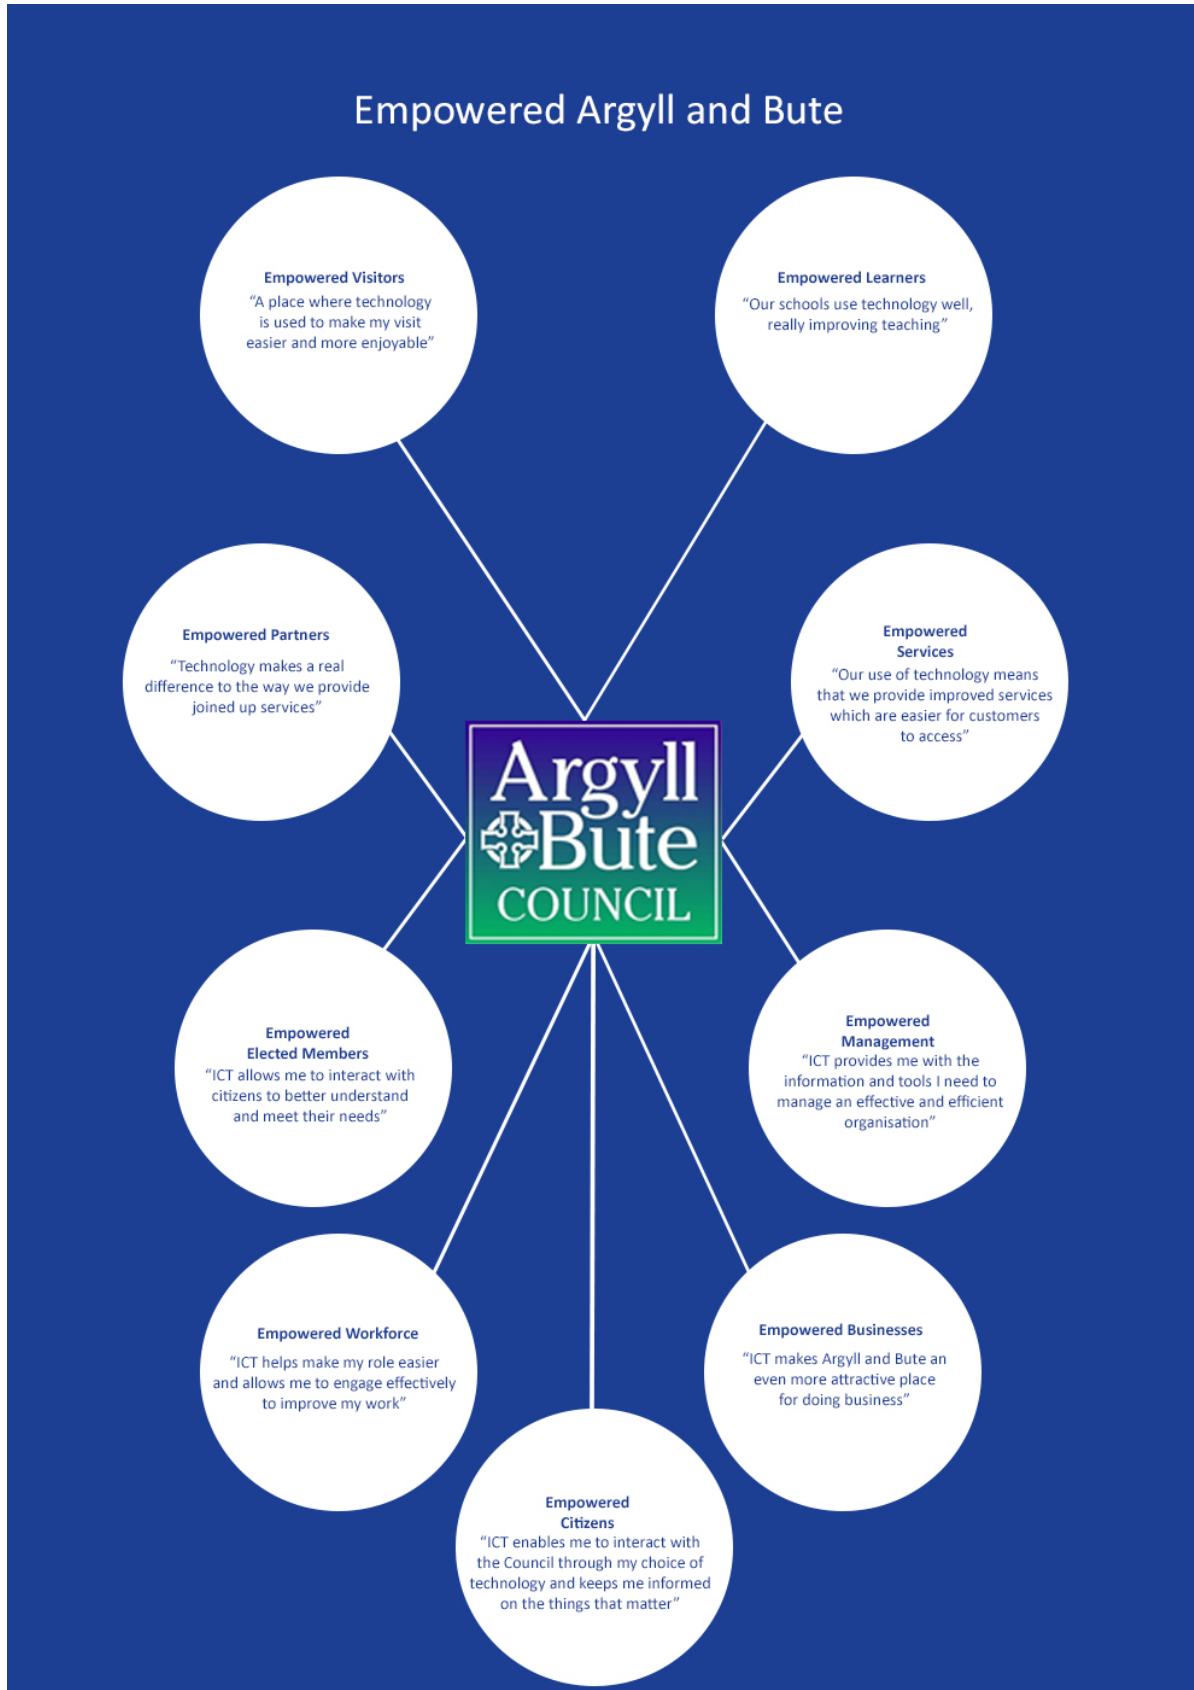 Empowered Argyll and Bute
Empowered Visitors
“A place where technology
is used to make my visit
easier and more enjoyable”
Empowered Learners
“Our schools use technology well,
really improving teaching”
Empowered Partners
“Technology makes a real
difference to the way we provide
joined up services”
Empowered
Services
“Our use of technology means
that we provide improved services
which are easier for customers
to access”
Argyll
Bute
COUNCIL
Empowered
Elected Members
“ICT allows me to interact with
citizens to better understand
and meet their needs”
Empowered
Management
“ICT provides me with the
information and tools I need to
manage an effective and efficient
organisation”
Empowered Workforce
“ICT helps make my role easier
and allows me to engage effectively
to improve my work”
Empowered Businesses
“ICT makes Argyll and Bute an
even more attractive place
for doing business”
Empowered
Citizens
“ICT enables me to interact with
the Council through my choice of
technology and keeps me informed
on the things that matter”